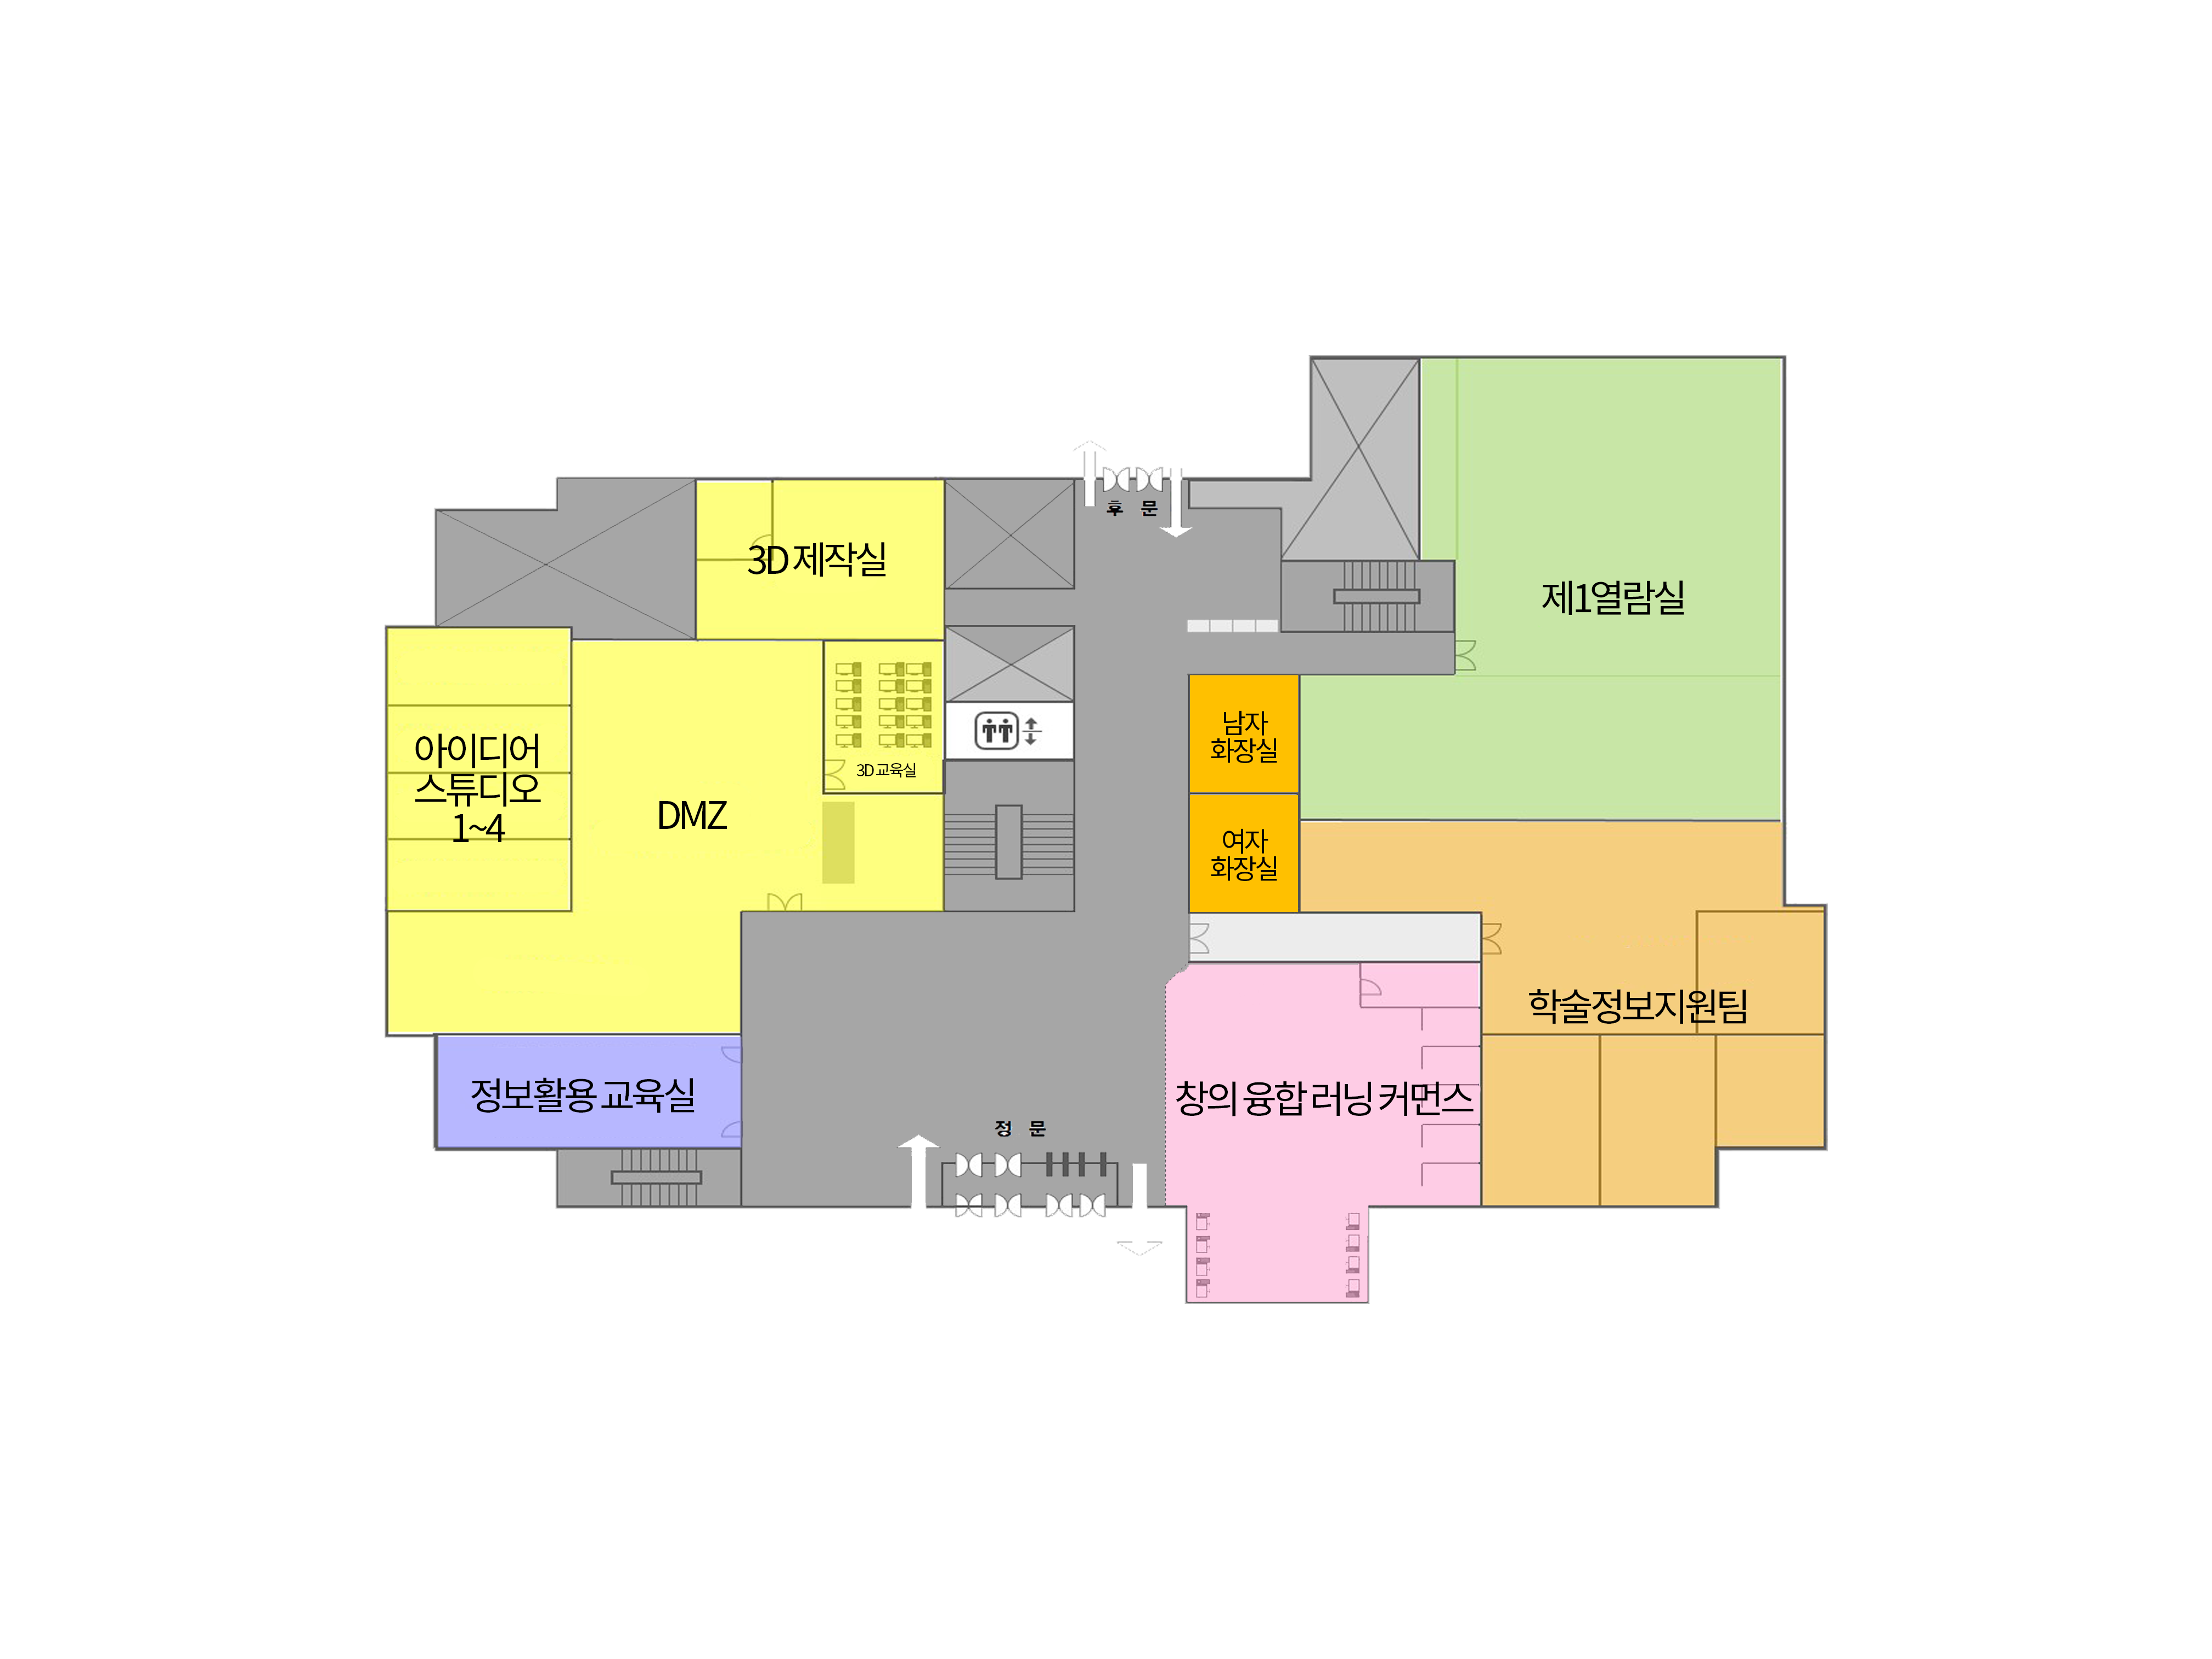 후 문
3D 제작실
제1열람실
남자
화장실
아이디어
스튜디오
1~4
3D 교육실
DMZ
여자
화장실
학술정보지원팀
정보활용 교육실
창의 융합 러닝 커먼스
정 문